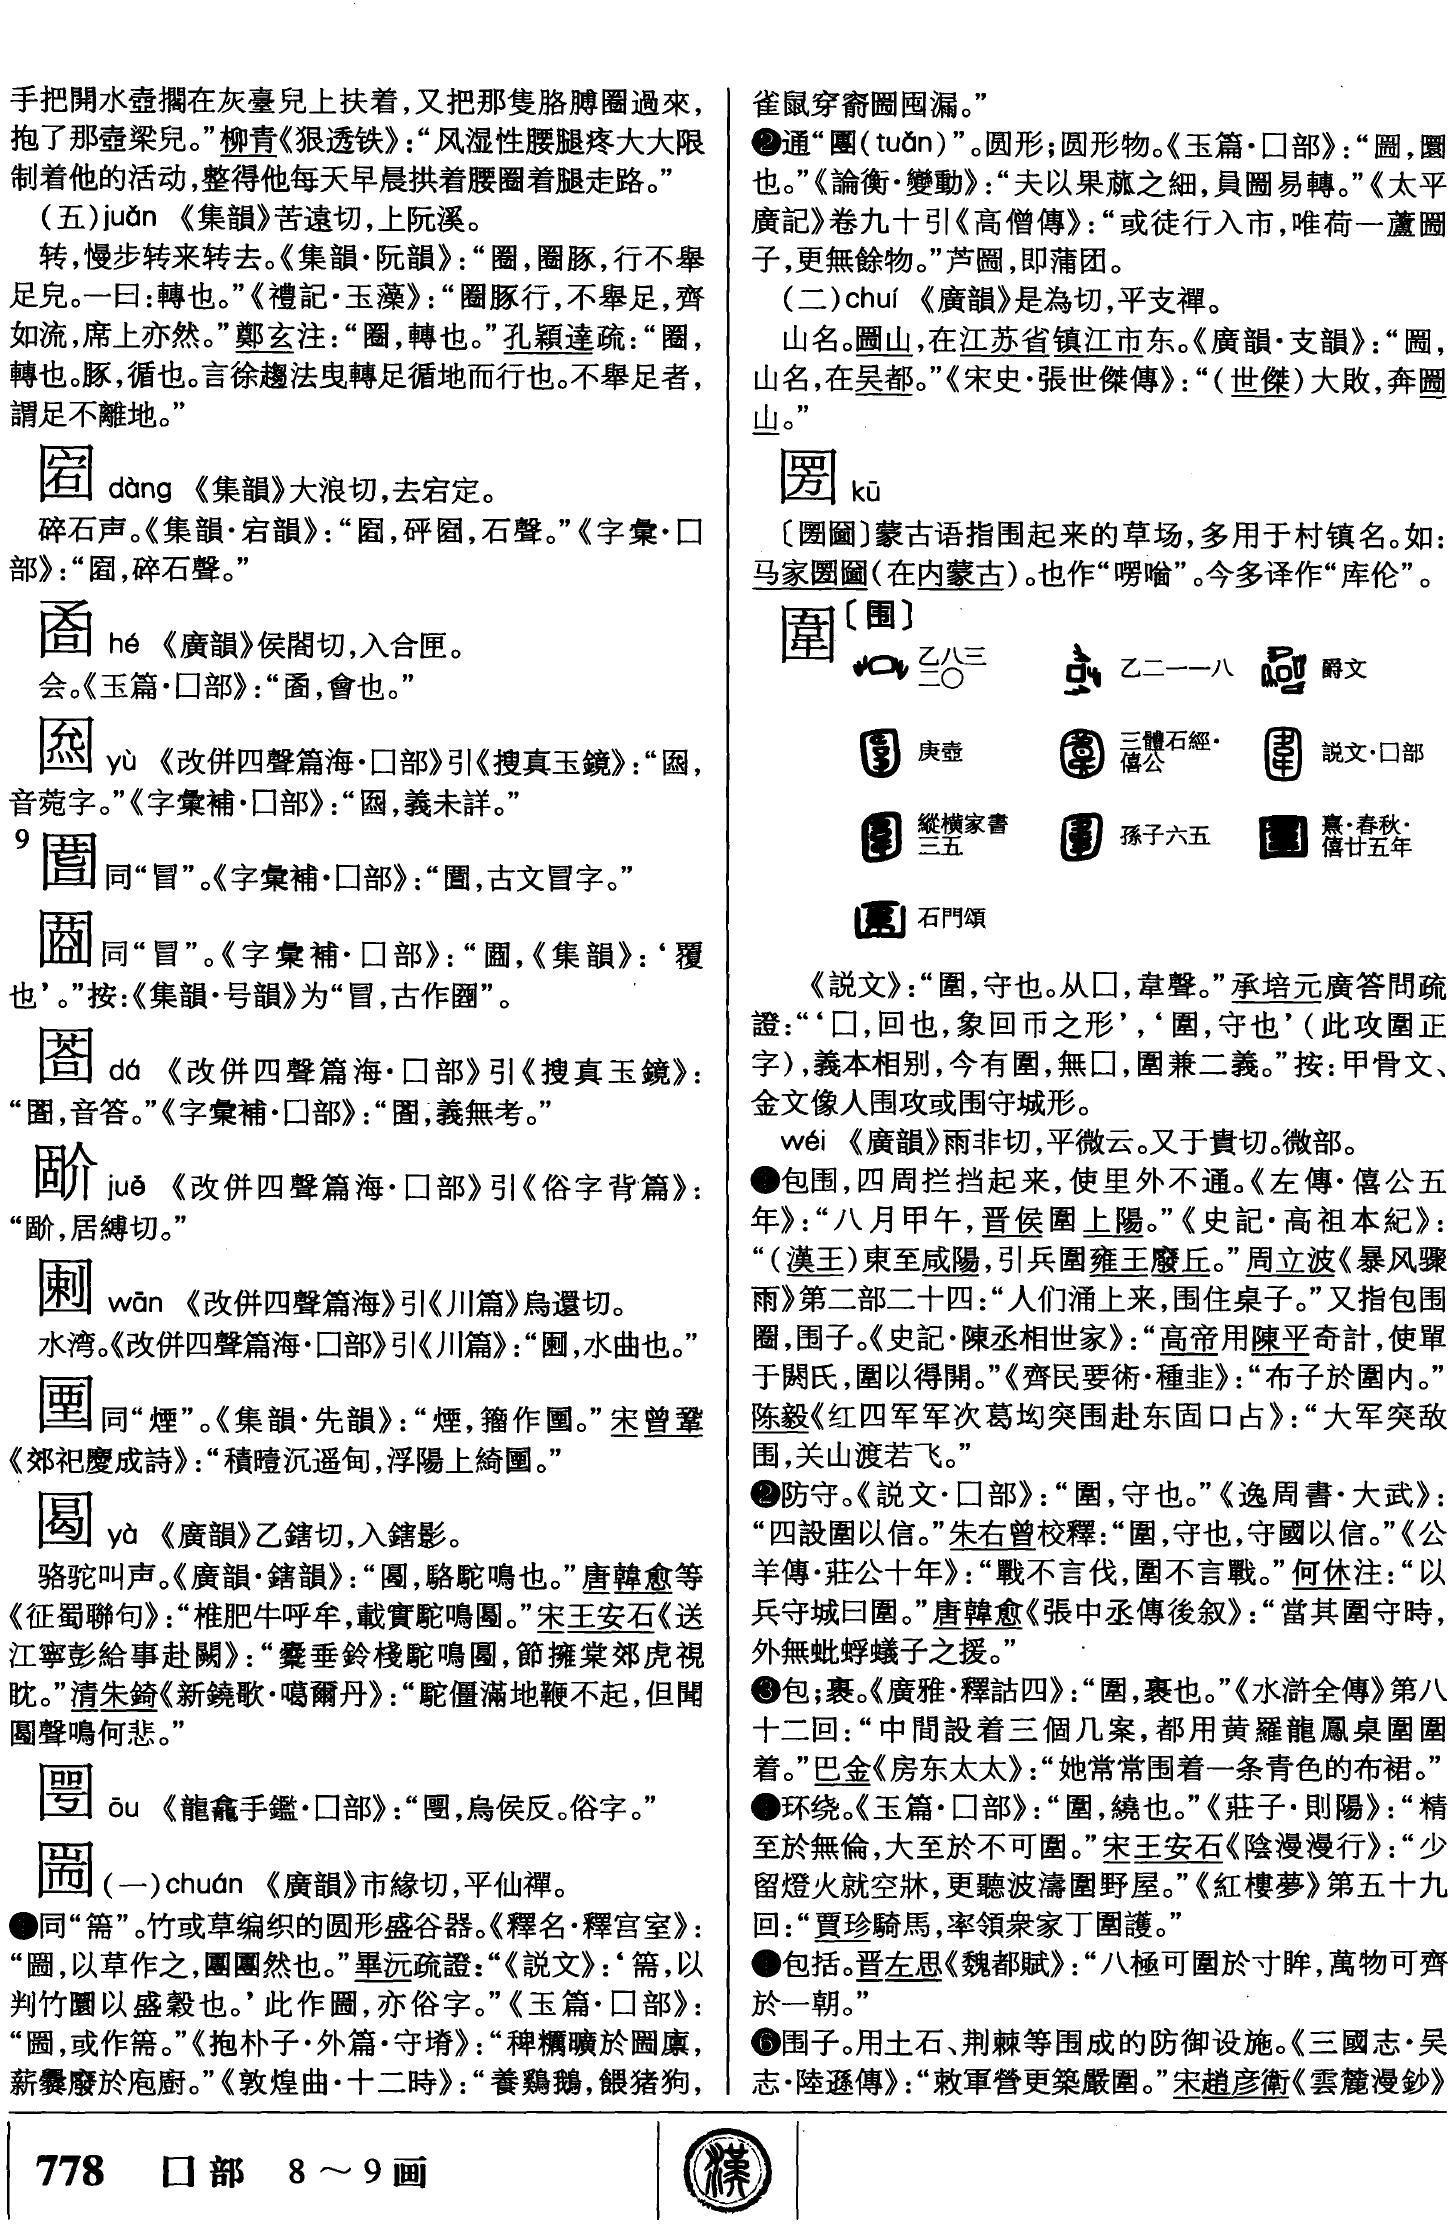 手把開水壺擱在灰臺兒上扶着,又把那隻胳膊圈過來,
抱了那壺梁兒。”柳青《狠透铁》:“风湿性腰腿疼大大限
制着他的活动,整得他每天早晨拱着腰圈着腿走路。”
(五)juǎn 《集韻》苦遠切,上阮溪。
转,慢步转来转去。《集韻·阮韻》:“圈,圈豚,行不舉
足皃。一曰:轉也。”《禮記·玉藻》:“圈豚行,不舉足,齊
如流,席上亦然。”鄭玄注:“圈,轉也。”孔穎達疏:“圈,
轉也。豚,循也。言徐趨法曳轉足循地而行也。不舉足者,
謂足不離地。”
dàng 《集韻》大浪切,去宕定。
碎石声。《集韻·宕韻》:“,砰,石聲。”《字彙·囗
部》:“,碎石聲。”
hé 《廣韻》侯閤切,入合匣。
会。《玉篇·囗部》:“,會也。”
yù 《改併四聲篇海·囗部》引《搜真玉鏡》:“,
音菀字。”《字彙補·囗部》:“,義未詳。”
9
同“冒”。《字彙補·囗部》:“,古文冒字。”
同“冒”。《字彙補·囗部》:“,《集韻》:‘覆
也’。”按:《集韻·号韻》为“冒,古作”。
dá 《改併四聲篇海·囗部》引《搜真玉鏡》:
“,音答。”《字彙補·囗部》:“,義無考。”
juě 《改併四聲篇海·囗部》引《俗字背篇》:
“,居縛切。”
wān 《改併四聲篇海》引《川篇》烏還切。
水湾。《改併四聲篇海·囗部》引《川篇》:“,水曲也。”
同“煙”。《集韻·先韻》:“煙,籀作。”宋曾鞏
《郊祀慶成詩》:“積曀沉遥甸,浮陽上綺。”
yà 《廣韻》乙鎋切,入鎋影。
骆驼叫声。《廣韻·鎋韻》:“,駱駝鳴也。”唐韓愈等
《征蜀聯句》:“椎肥牛呼牟,載實駝鳴。”宋王安石《送
江寧彭給事赴闕》:“橐垂鈴棧駝鳴,節擁棠郊虎視
眈。”清朱錡《新鐃歌·噶爾丹》:“駝僵滿地鞭不起,但聞
聲鳴何悲。”
ōu 《龍龕手鑑·囗部》:“,烏侯反。俗字。”
圌 (一)chuán 《廣韻》市緣切,平仙禪。
❶同“篅”。竹或草编织的圆形盛谷器。《釋名·釋宫室》:
“圌,以草作之,團團然也。”畢沅疏證:“《説文》:‘篅,以
判竹圜以盛穀也。’此作圌,亦俗字。”《玉篇·囗部》:
“圌,或作篅。”《抱朴子·外篇·守塉》:“稗糲曠於圌廩,
薪爨廢於庖廚。”《敦煌曲·十二時》:“養鷄鵝,餵猪狗,
雀鼠穿窬圌囤漏。”
❷通“團(tuǎn)”。圆形;圆形物。《玉篇·囗部》:“圌,圜
也。”《論衡·變動》:“夫以果蓏之細,員圌易轉。”《太平
廣記》卷九十引《高僧傳》:“或徒行入市,唯荷一蘆圌
子,更無餘物。”芦圌,即蒲团。
(二)chuí 《廣韻》是為切,平支禪。
山名。圌山,在江苏省镇江市东。《廣韻·支韻》:“圌,
山名,在吴都。”《宋史·張世傑傳》:“(世傑)大敗,奔圌
山。”
圐 kū
〔圐圙〕蒙古语指围起来的草场,多用于村镇名。如:
马家圐圙(在内蒙古)。也作“㖼”。今多译作“库伦”。
圍〔围〕
乙八三二〇 乙二一一八 爵文
庚壺 三體石經·僖公 説文·囗部
縱横家書三五 孫子六五 熹·春秋·僖廿五年
石門頌
《説文》:“圍,守也。从囗,韋聲。”承培元廣答問疏
證:“‘囗,回也,象回帀之形’,‘圍,守也’(此攻圍正
字),義本相别,今有圍,無囗,圍兼二義。”按:甲骨文、
金文像人围攻或围守城形。
wéi 《廣韻》雨非切,平微云。又于貴切。微部。
❶包围,四周拦挡起来,使里外不通。《左傳·僖公五
年》:“八月甲午,晋侯圍上陽。”《史記·高祖本紀》:
“(漢王)東至咸陽,引兵圍雍王廢丘。”周立波《暴风骤
雨》第二部二十四:“人们涌上来,围住桌子。”又指包围
圈,围子。《史記·陳丞相世家》:“高帝用陳平奇計,使單
于閼氏,圍以得開。”《齊民要術·種韭》:“布子於圍内。”
陈毅《红四军军次葛坳突围赴东固口占》:“大军突敌
围,关山渡若飞。”
❷防守。《説文·囗部》:“圍,守也。”《逸周書·大武》:
“四設圍以信。”朱右曾校釋:“圍,守也,守國以信。”《公
羊傳·莊公十年》:“戰不言伐,圍不言戰。”何休注:“以
兵守城曰圍。”唐韓愈《張中丞傳後叙》:“當其圍守時,
外無蚍蜉蟻子之援。”
❸包;裹。《廣雅·釋詁四》:“圍,裹也。”《水滸全傳》第八
十二回:“中間設着三個几案,都用黄羅龍鳳桌圍圍
着。”巴金《房东太太》:“她常常围着一条青色的布裙。”
❹环绕。《玉篇·囗部》:“圍,繞也。”《莊子·則陽》:“精
至於無倫,大至於不可圍。”宋王安石《陰漫漫行》:“少
留燈火就空牀,更聽波濤圍野屋。”《紅樓夢》第五十九
回:“賈珍騎馬,率領衆家丁圍護。”
❺包括。晋左思《魏都賦》:“八極可圍於寸眸,萬物可齊
於一朝。”
❻围子。用土石、荆棘等围成的防御设施。《三國志·吴
志·陸遜傳》:“敕軍營更築嚴圍。”宋趙彦衛《雲麓漫鈔》
778 囗部 8～9画
漢